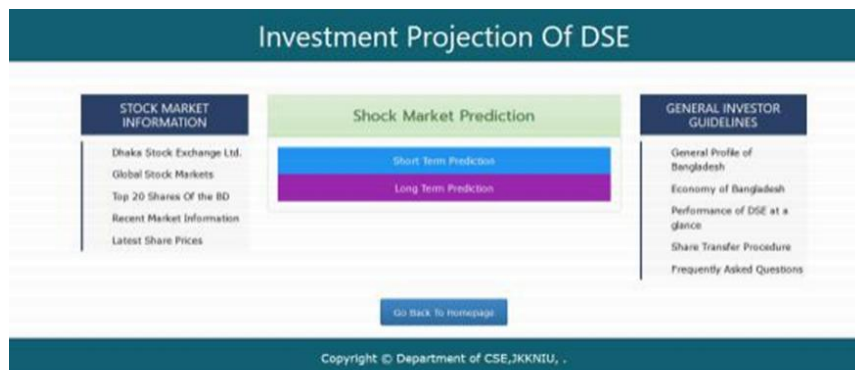 Investment Projection Of DSE
STOCK MARKET
INFORMATION
Dhaka Stock Exchange Ltd.
Global Stock Markets
Top 20 Shares Of the BD
Recent Market Information
Latest Share Prices
Shock Market Prediction
Short Term Prediction
Long Term Prediction
GENERAL INVESTOR
GUIDELINES
General Profile of
Bangladesh
Economy of Bangladesh
Performance of DSE at a
glance
Share Transfer Procedure
Frequently Asked Questions
Go Back To Homepage
Copyright © Department of CSE,JKKNIU, .